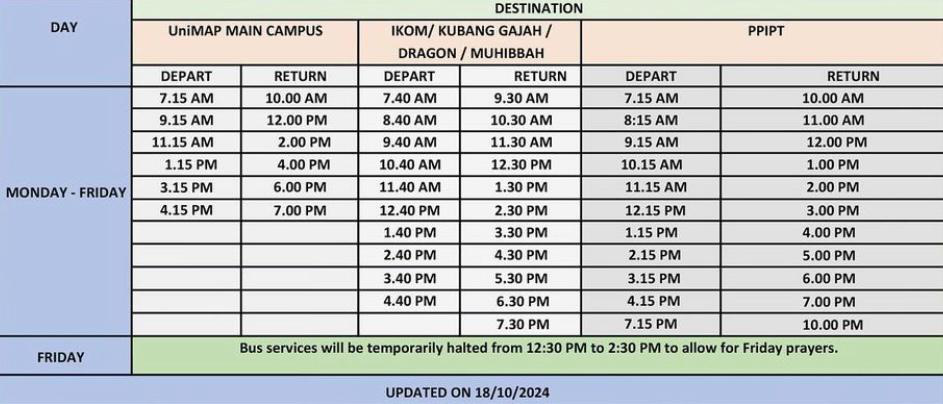 DAY DESTINATION
UniMAP MAIN CAMPUS IKOM/ KUBANG GAJAH / DRAGON / MUHIBBAH PPIPT
DEPART RETURN DEPART RETURN DEPART RETURN
MONDAY - FRIDAY
7.15 AM 10.00 AM 7.40 AM 9.30 AM 7.15 AM 10.00 AM
9.15 AM 12.00 PM 8.40 AM 10.30 AM 8:15 AM 11.00 AM
11.15 AM 2.00 PM 9.40 AM 11.30 AM 9.15 AM 12.00 PM
1.15 PM 4.00 PM 10.40 AM 12.30 PM 10.15 AM 1.00 PM
3.15 PM 6.00 PM 11.40 AM 1.30 PM 11.15 AM 2.00 PM
4.15 PM 7.00 PM 12.40 PM 2.30 PM 12.15 PM 3.00 PM
1.40 PM 3.30 PM 1.15 PM 4.00 PM
2.40 PM 4.30 PM 2.15 PM 5.00 PM
3.40 PM 5.30 PM 3.15 PM 6.00 PM
4.40 PM 6.30 PM 4.15 PM 7.00 PM
7.30 PM 7.15 PM 10.00 PM
FRIDAY Bus services will be temporarily halted from 12:30 PM to 2:30 PM to allow for Friday prayers.
UPDATED ON 18/10/2024